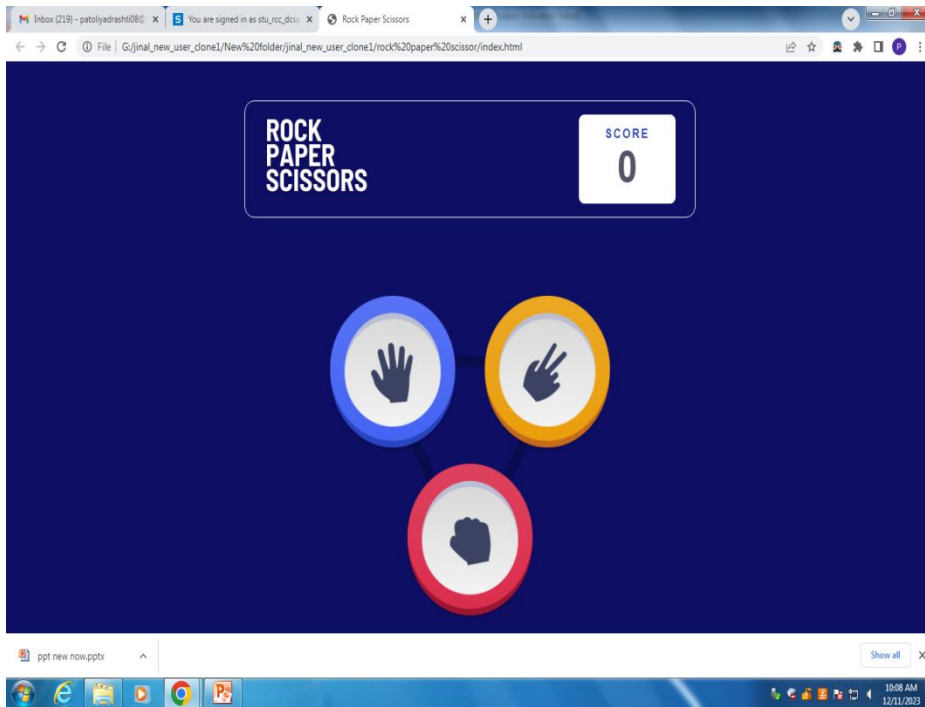 Inbox (219) - patoliyadrashti08@
You are signed in as stu_rcc_dcsa
Rock Paper Scissors
File | G:/jinal_new_user_clone1/New%20folder/jinal_new_user_clone1/rock%20paper%20scissor/index.html
P
ROCK
PAPER
SCISSORS
SCORE
0
ppt new now.pptx
Show all
10:08 AM
12/11/2023